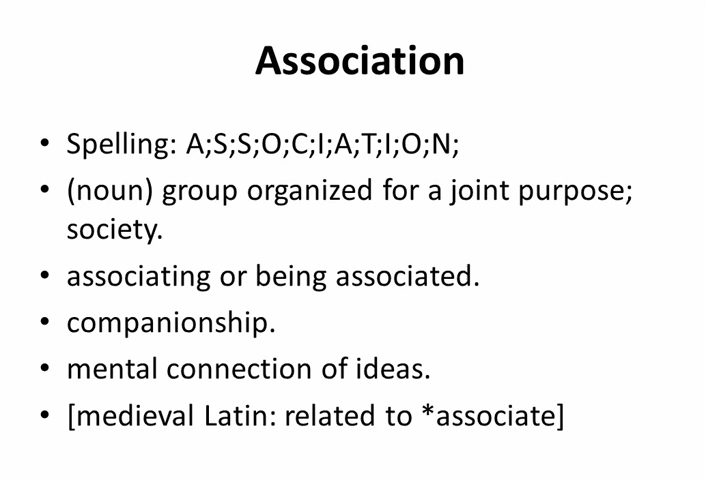 Association
• Spelling: A;S;S;O;C;I;A;T;I;O;N;
• (noun) group organized for a joint purpose;
society.
• associating or being associated.
• companionship.
• mental connection of ideas.
• [medieval Latin: related to *associate]